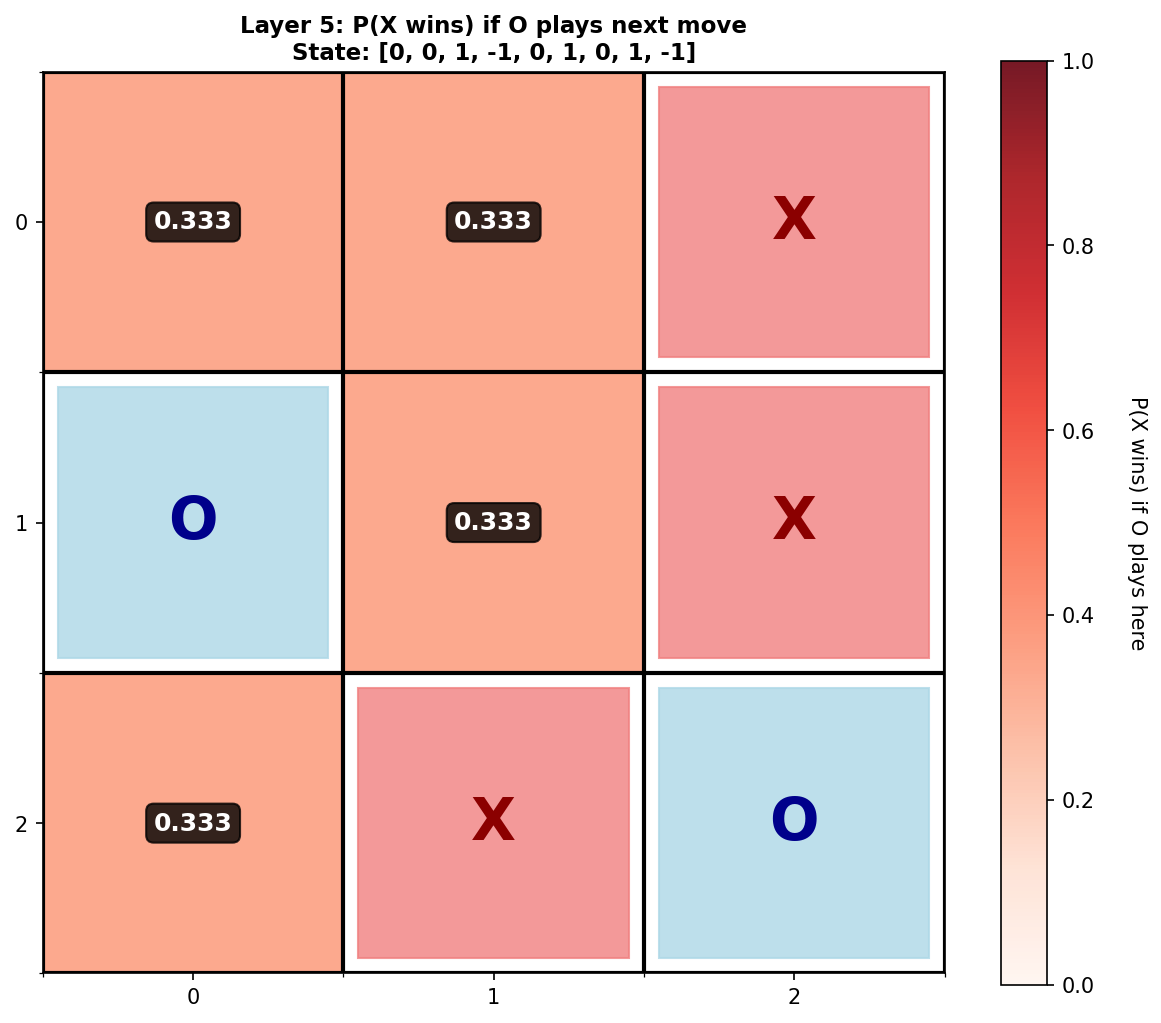 Layer 5: P(X wins) if O plays next move
State: [0, 0, 1, -1, 0, 1, 0, 1, -1]
0
0.333
0.333
X
1
O
0.333
X
2
0.333
X
O
0
1
2
1.0
0.8
0.6
0.4
0.2
0.0
P(X wins) if O plays here